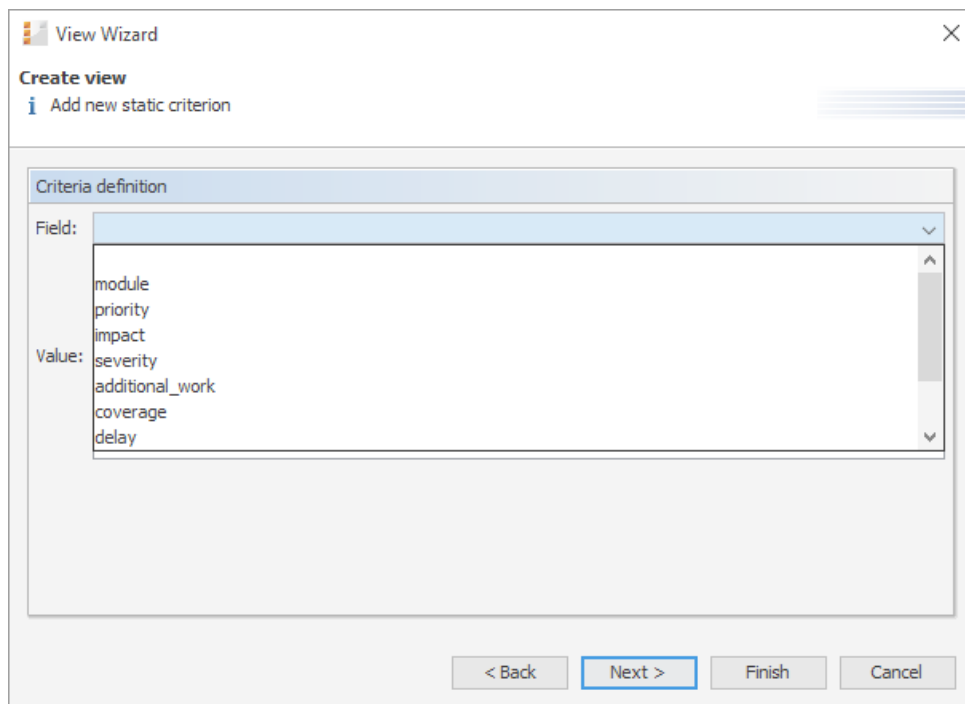 View Wizard
Create view
Add new static criterion
Criteria definition
Field:
module
priority
impact
Value:
severity
additional_work
coverage
delay
< Back
Next >
Finish
Cancel